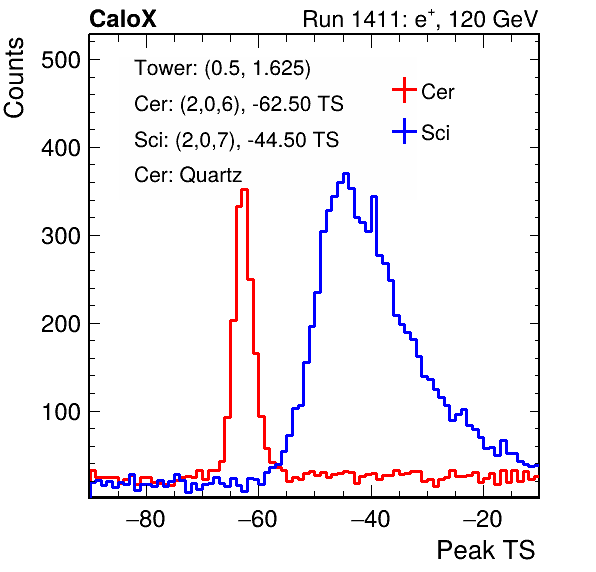 CaloX Run 1411: e⁺, 120 GeV
Counts
500
400
300
200
100
Tower: (0.5, 1.625)
Cer: (2,0,6), -62.50 TS
Sci: (2,0,7), -44.50 TS
Cer: Quartz
Cer
Sci
−80 −60 −40 −20
Peak TS